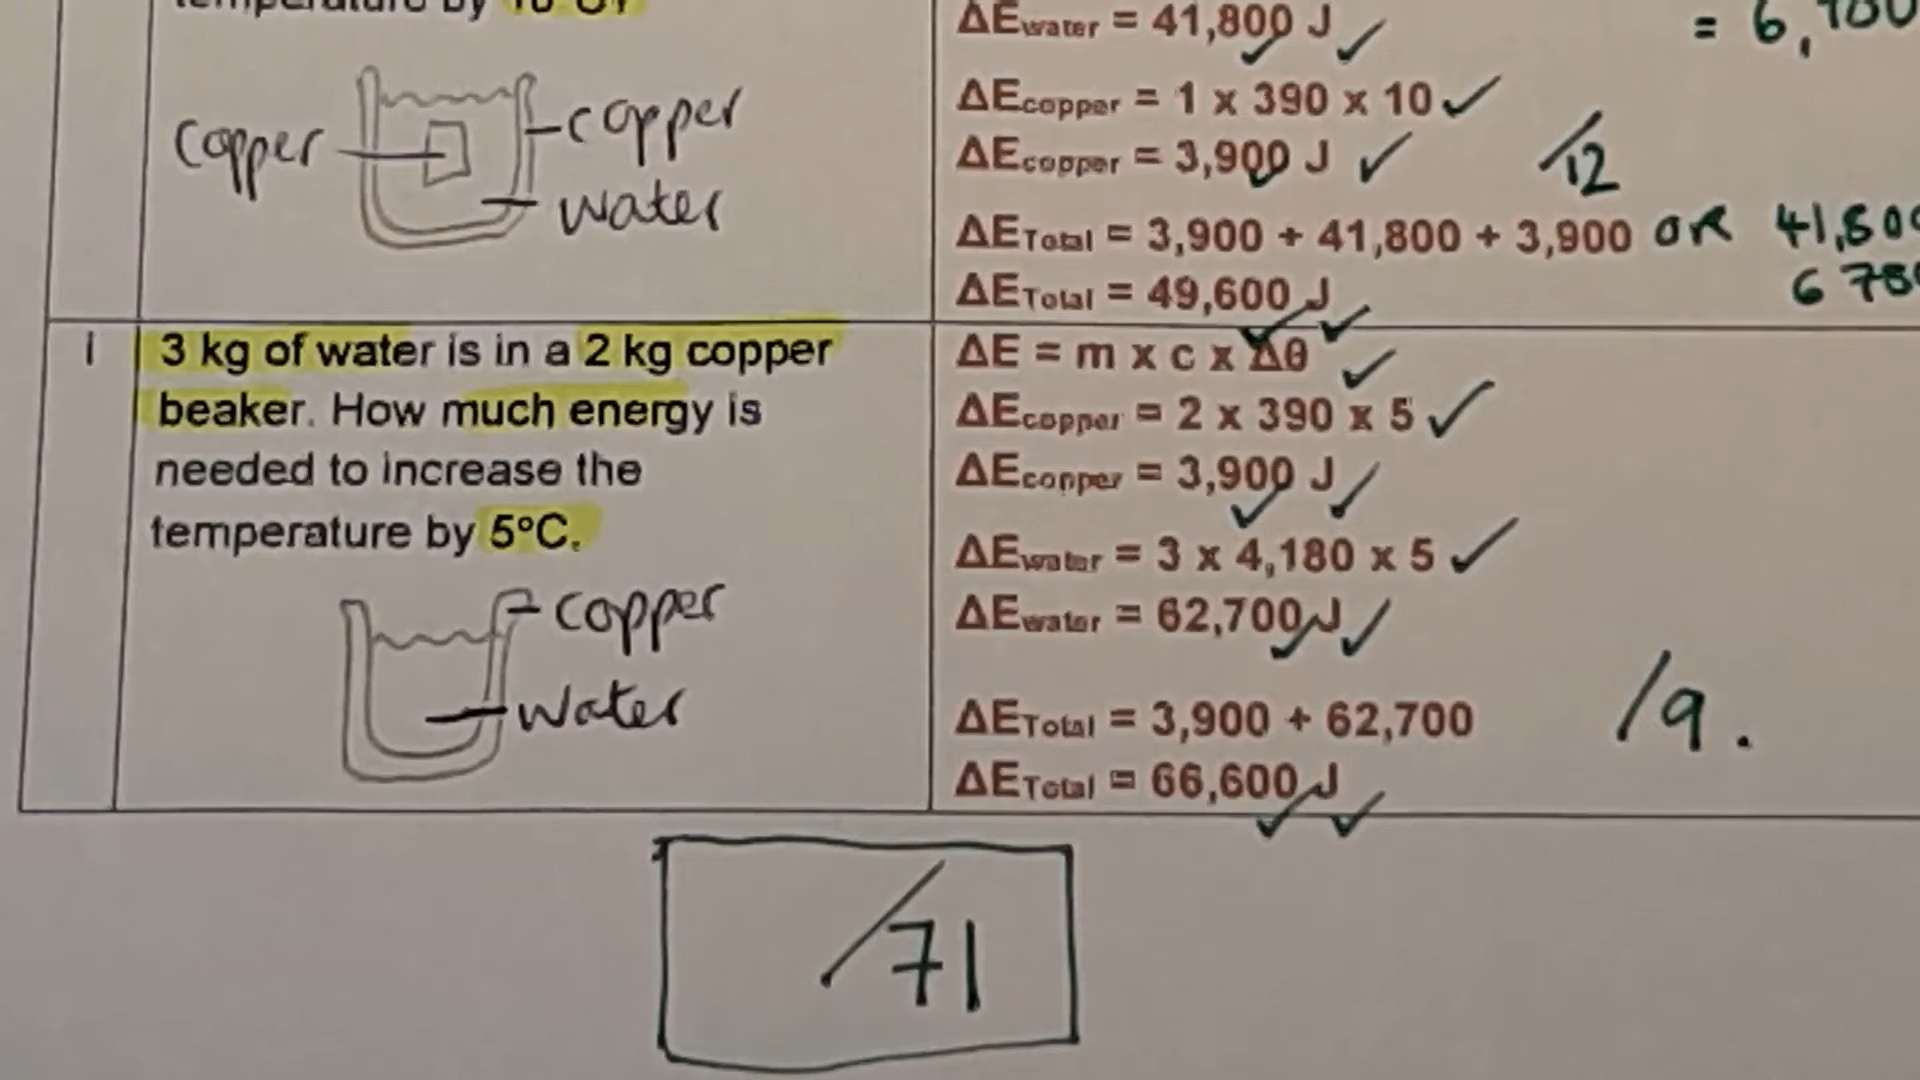 temperature by 10°C?
ΔEwater = 41,800 J
ΔEcopper = 1 x 390 x 10
ΔEcopper = 3,900 J
/12
ΔETotal = 3,900 + 41,800 + 3,900 OR
ΔETotal = 49,600 J
copper
copper
water
i
3 kg of water is in a 2 kg copper
beaker. How much energy is
needed to increase the
temperature by 5°C.
copper
water
ΔE = m x c x Δθ
ΔEcopper = 2 x 390 x 5
ΔEcopper = 3,900 J
ΔEwater = 3 x 4,180 x 5
ΔEwater = 62,700 J
ΔETotal = 3,900 + 62,700
ΔETotal = 66,600 J
/9.
/71